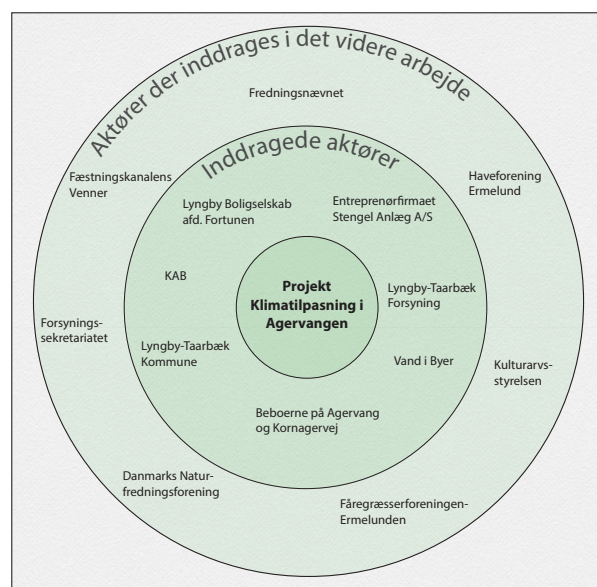 Aktører der inddrages i det videre arbejde
Fredningsnævnet
Fæstningskanalens
Venner
Haveforening
Ermelund
Inddragede aktører
Lyngby Boligselskab
afd. Fortunen
Entreprenørfirmaet
Stengel Anlæg A/S
KAB
Projekt
Klimatilpasning i
Agervangen
Lyngby-Taarbæk
Forsyning
Forsynings-
sekretariatet
Lyngby-Taarbæk
Kommune
Vand i Byer
Kulturarvs-
styrelsen
Beboerne på Agervang
og Kornagervej
Danmarks Natur-
fredningsforening
Fåregræsserforeningen-
Ermelunden